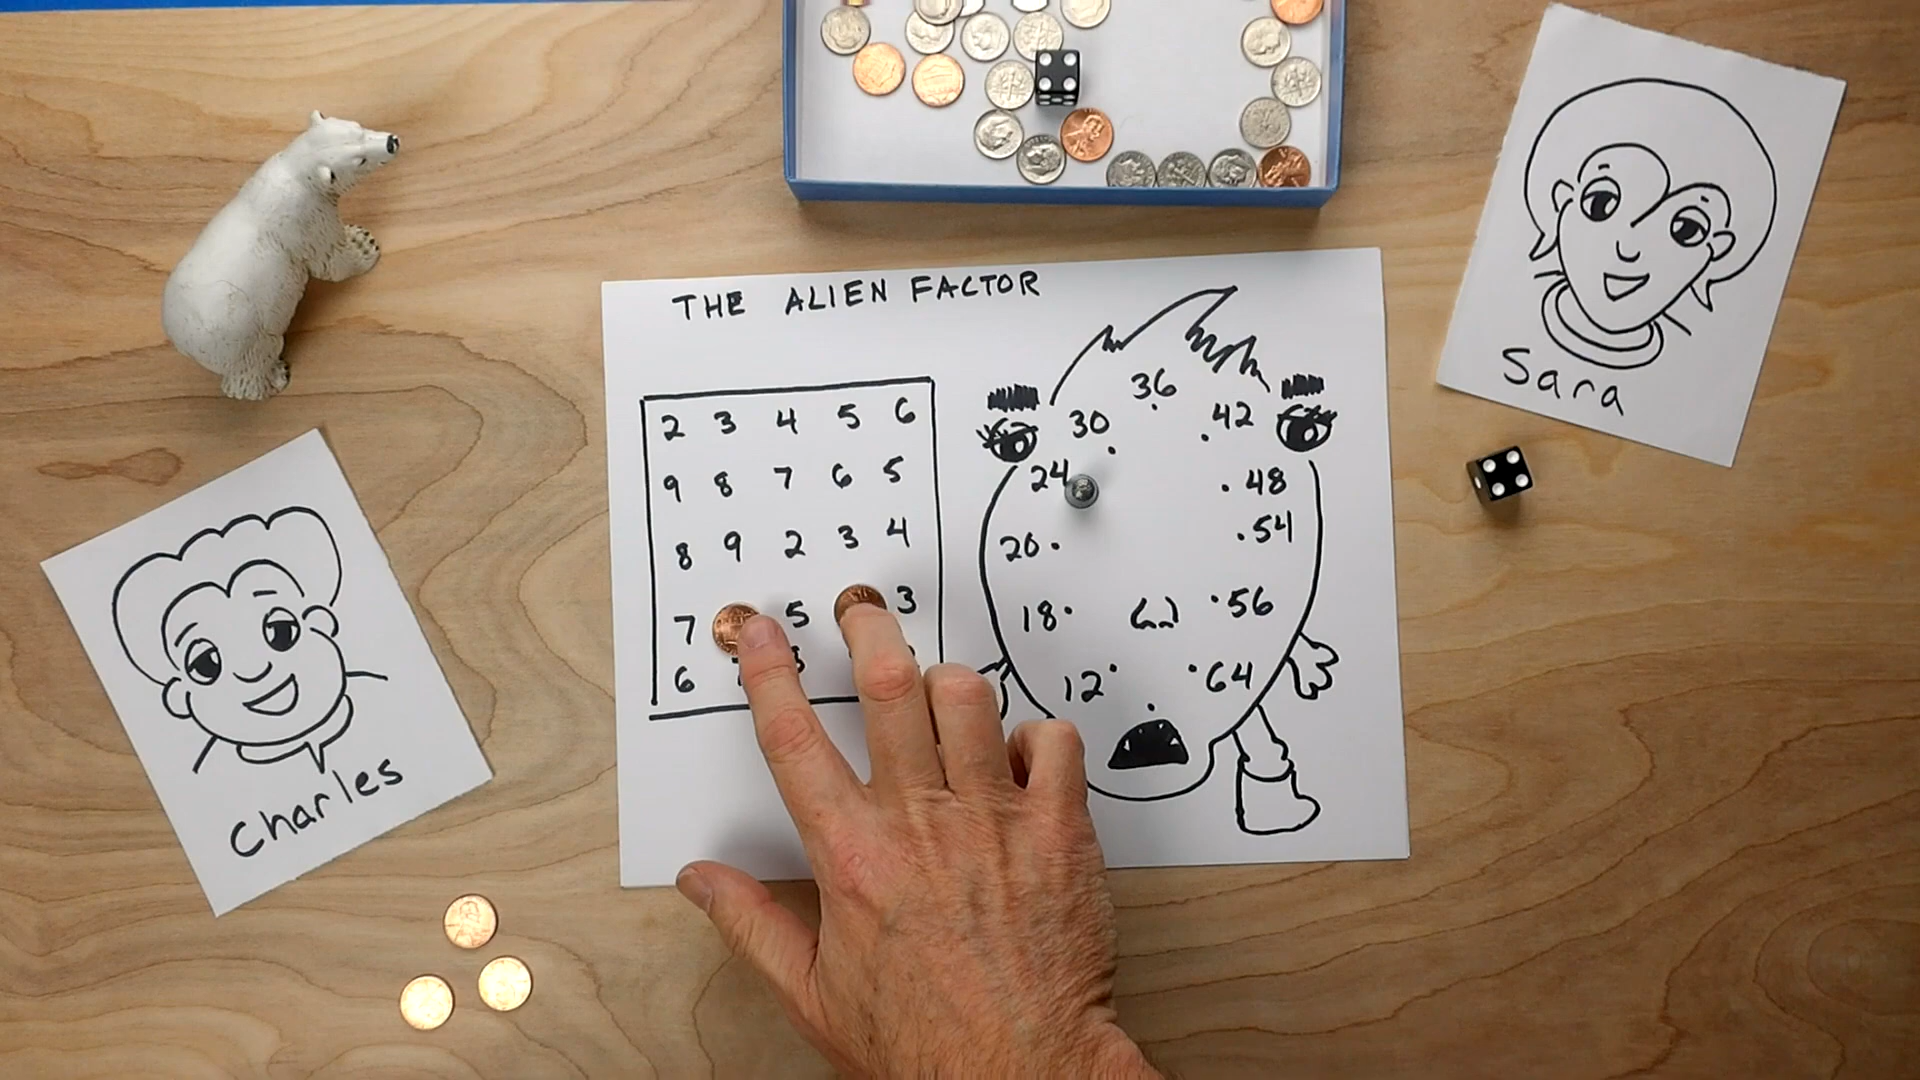 THE ALIEN FACTOR
2 3 4 5 6
9 8 7 6 5
8 9 2 3 4
7 5 3
6
36
30 .42
24 .48
20. .54
18. .56
12. .64
Sara
Charles